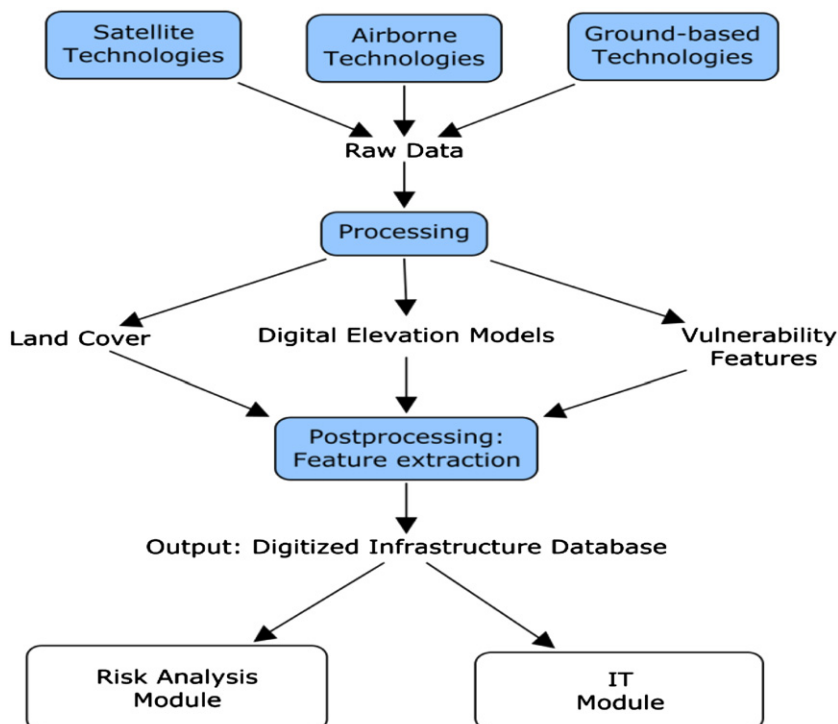 Satellite
Technologies
Airborne
Technologies
Ground-based
Technologies
Raw Data
Processing
Land Cover
Digital Elevation Models
Vulnerability
Features
Postprocessing:
Feature extraction
Output: Digitized Infrastructure Database
Risk Analysis
Module
IT
Module